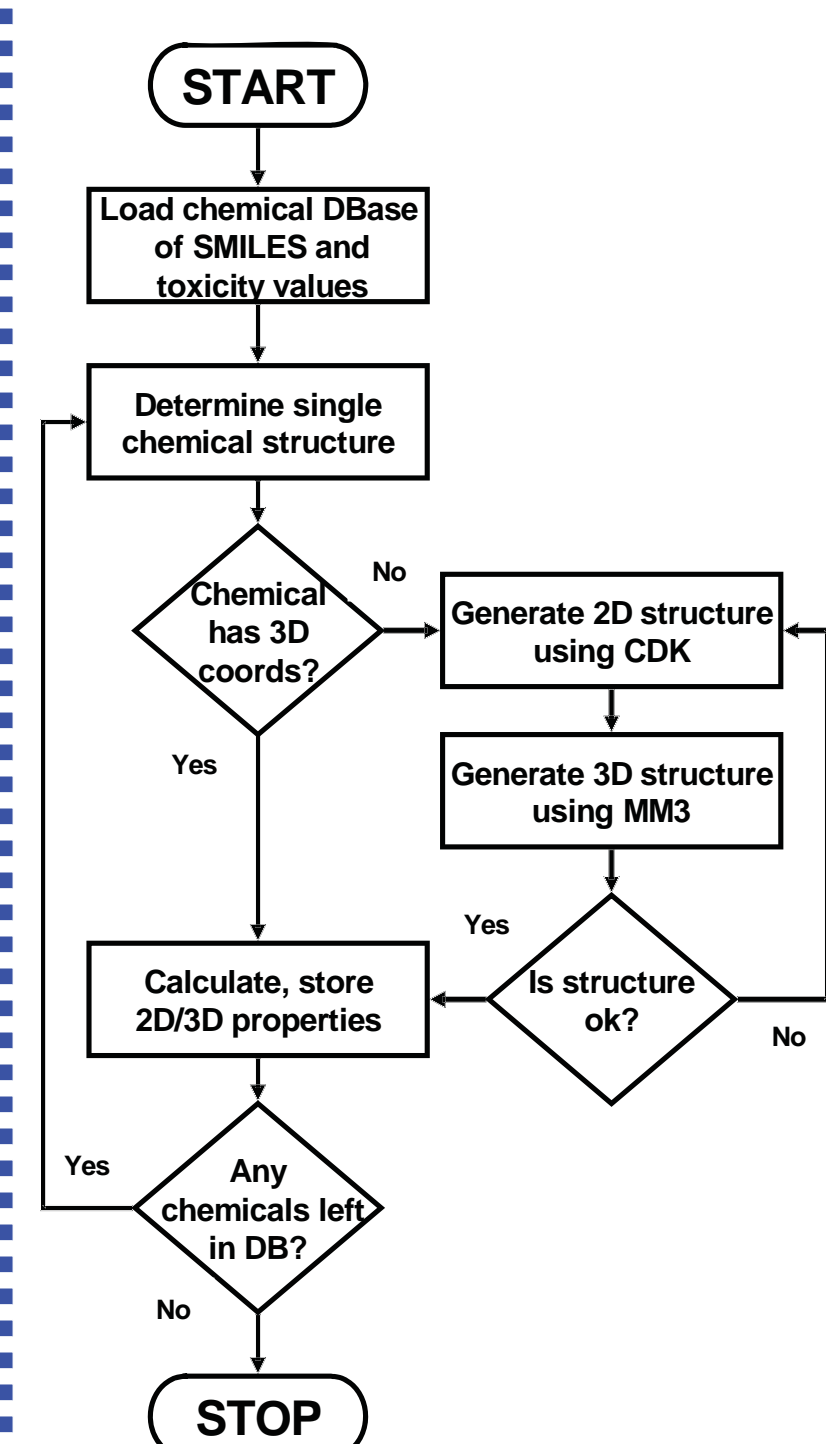 START
Load chemical DBase
of SMILES and
toxicity values
Determine single
chemical structure
Chemical
has 3D
coords?
No
Generate 2D structure
using CDK
Yes
Generate 3D structure
using MM3
Yes
Is structure
ok?
No
Calculate, store
2D/3D properties
Yes
Any
chemicals left
in DB?
No
STOP